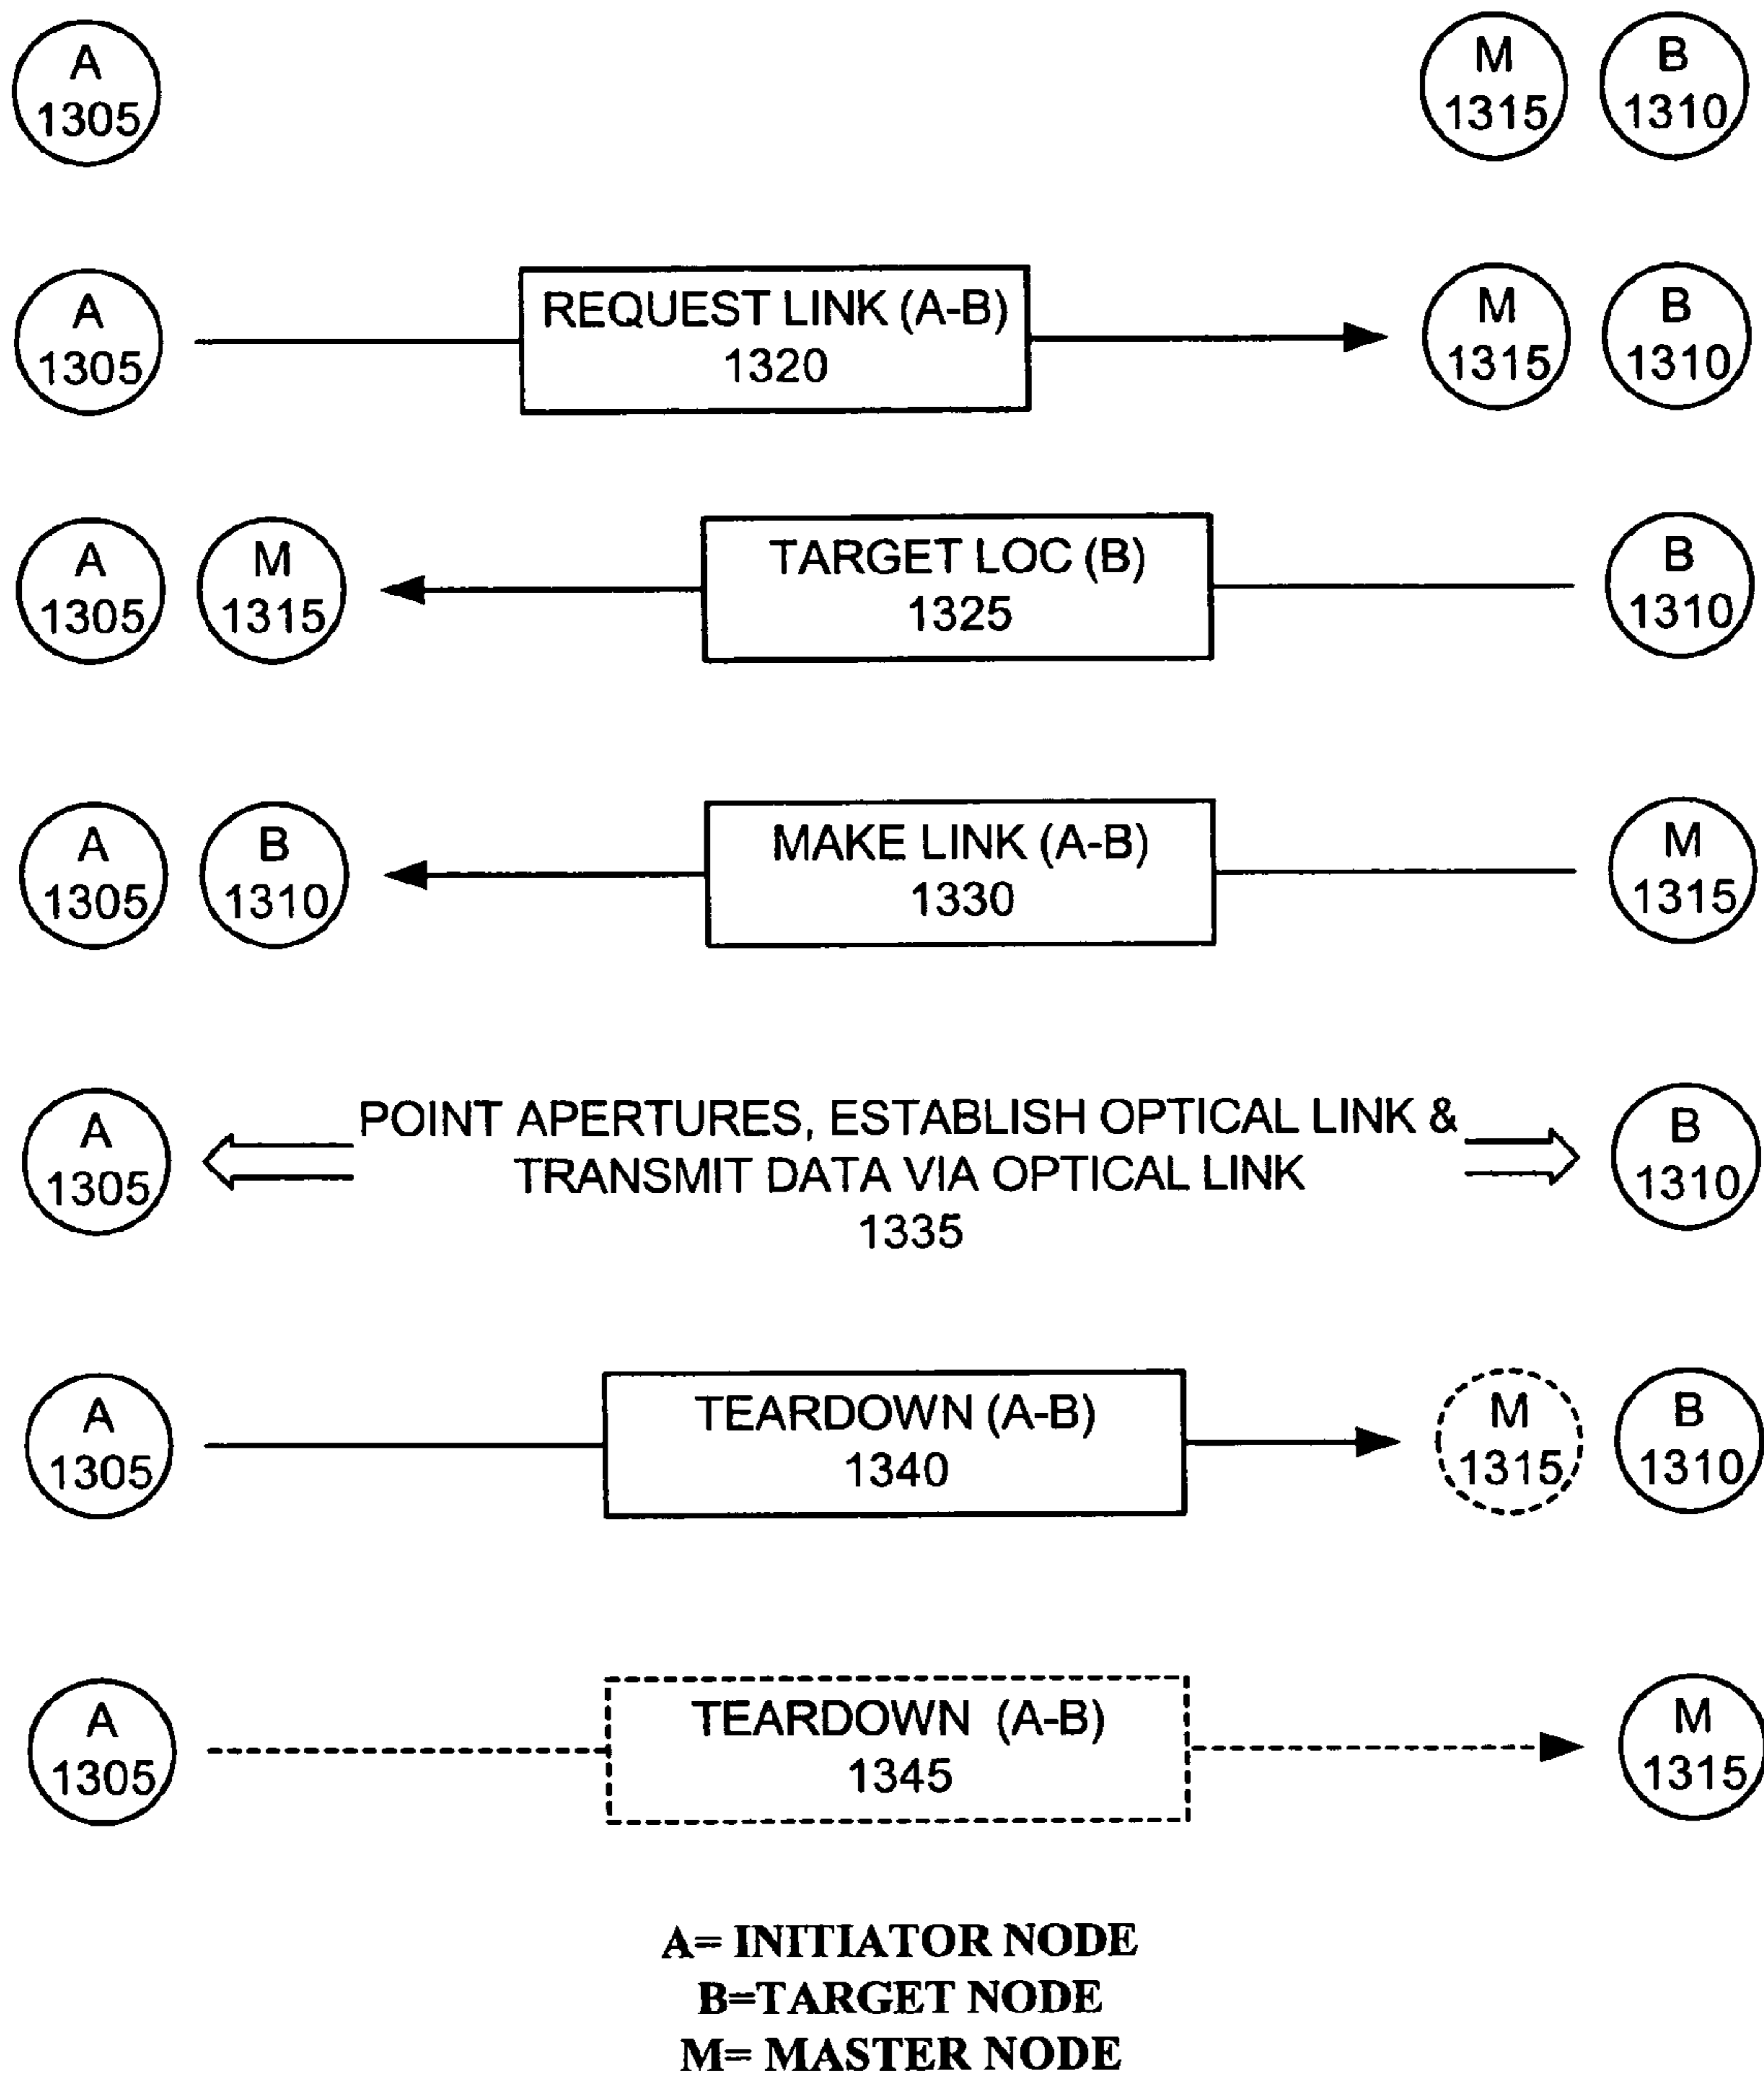 A
1305
M
1315
B
1310
A
1305
REQUEST LINK (A-B)
1320
M
1315
B
1310
A
1305
M
1315
TARGET LOC (B)
1325
B
1310
A
1305
B
1310
MAKE LINK (A-B)
1330
M
1315
A
1305
POINT APERTURES, ESTABLISH OPTICAL LINK &
TRANSMIT DATA VIA OPTICAL LINK
1335
B
1310
A
1305
TEARDOWN (A-B)
1340
M
1315
B
1310
A
1305
TEARDOWN (A-B)
1345
M
1315
A= INITIATOR NODE
B=TARGET NODE
M= MASTER NODE